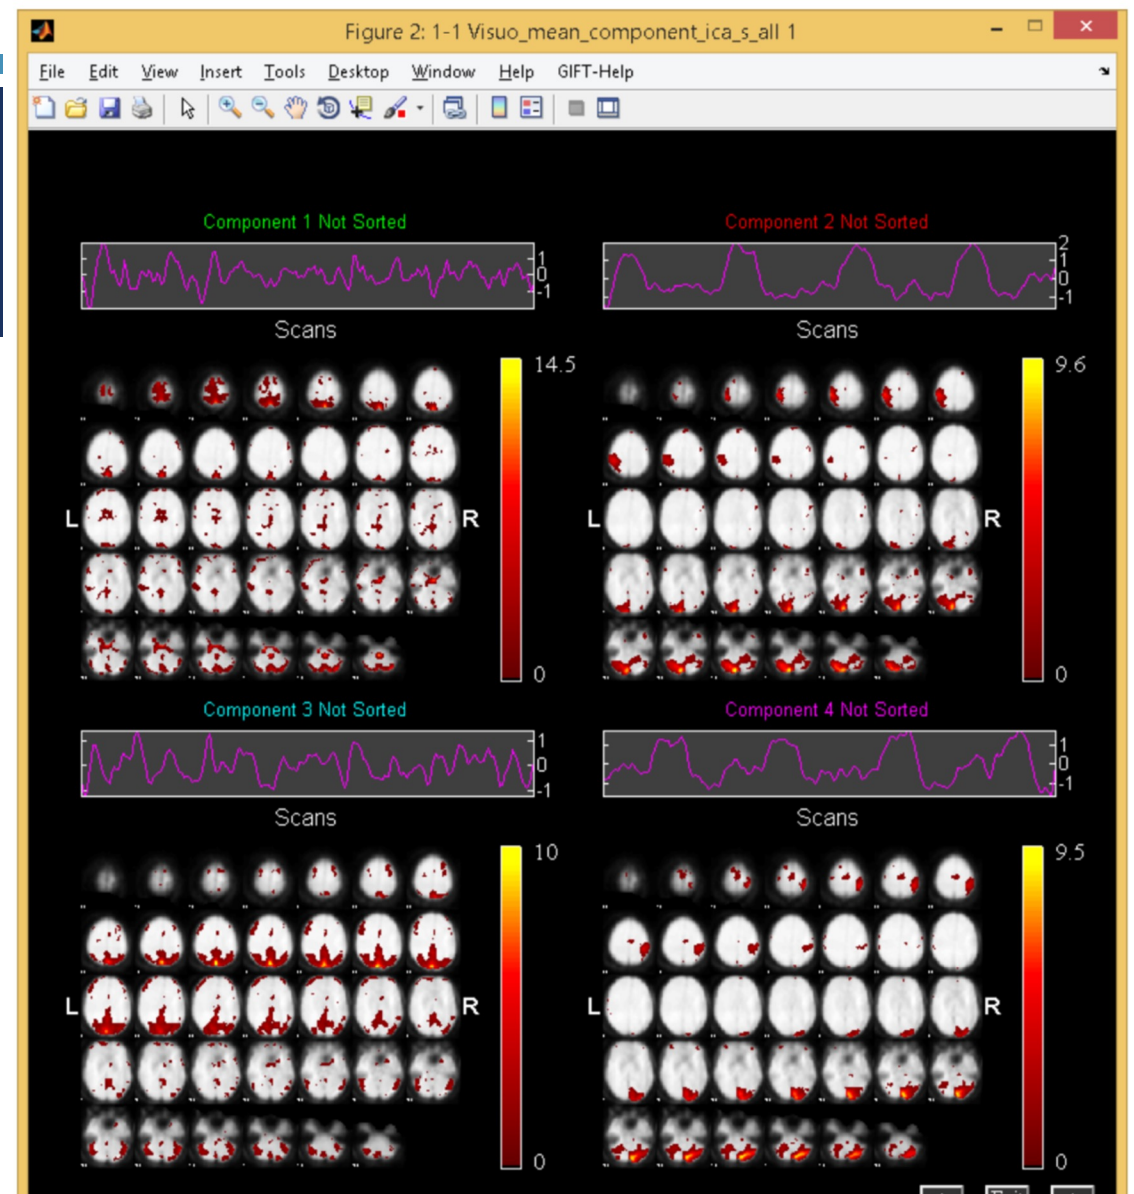 Figure 2: 1-1 Visuo_mean_component_ica_s_all 1
File Edit View Insert Tools Desktop Window Help GIFT-Help
Component 1 Not Sorted
1
0
-1
Scans
14.5
L
R
0
Component 2 Not Sorted
2
1
0
-1
Scans
9.6
L
R
0
Component 3 Not Sorted
1
0
-1
Scans
10
L
R
0
Component 4 Not Sorted
1
0
-1
Scans
9.5
L
R
0